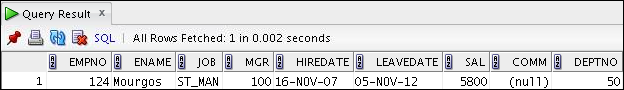 Query Result ×
SQL | All Rows Fetched: 1 in 0.002 seconds
EMPNO ENAME JOB MGR HIREDATE LEAVEDATE SAL COMM DEPTNO
1 124 Mourgos ST_MAN 100 16-NOV-07 05-NOV-12 5800 (null) 50